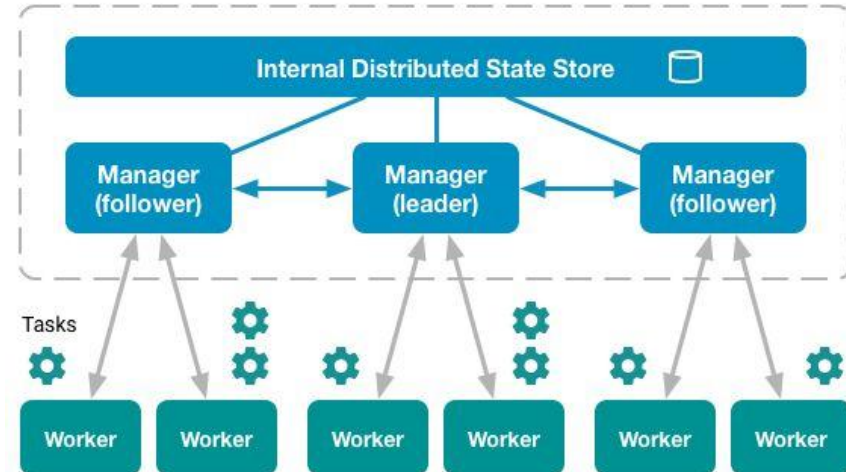 Internal Distributed State Store
Manager
(follower)
Manager
(leader)
Manager
(follower)
Tasks
Worker
Worker
Worker
Worker
Worker
Worker